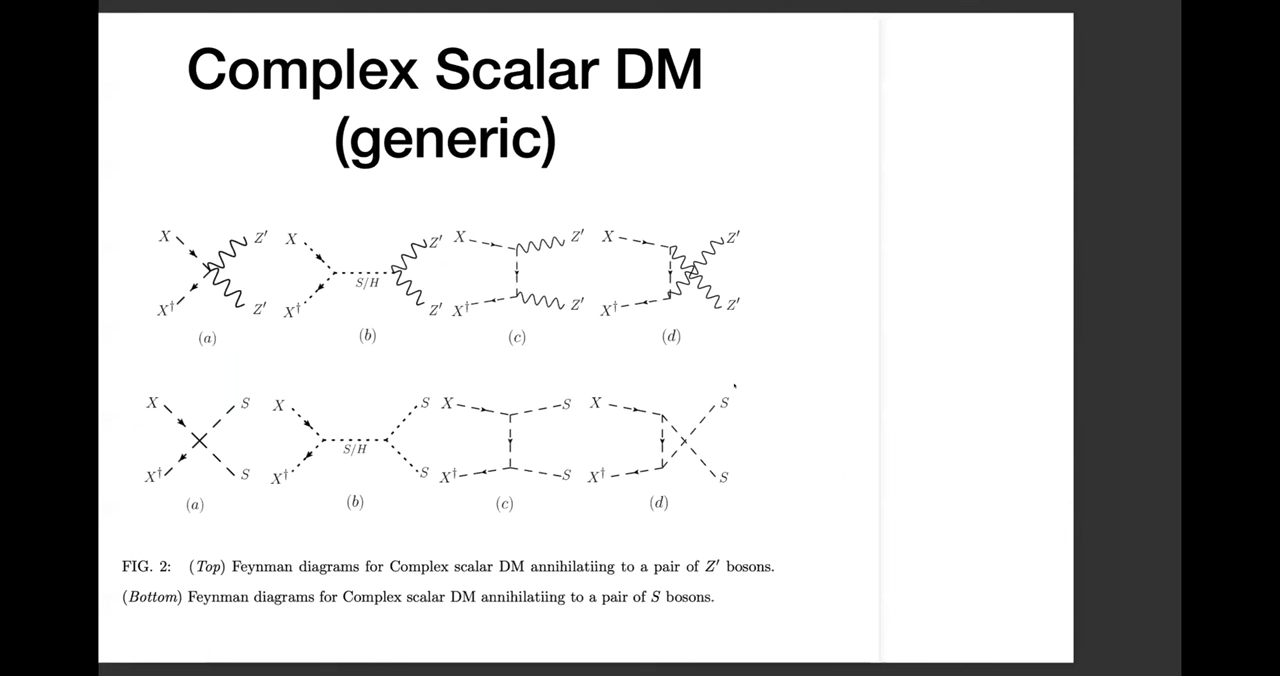 Complex Scalar DM
(generic)
X Z′ X Z′ X Z′ X Z′
S/H
X† Z′ X† Z′ X† Z′ X† Z′
(a) (b) (c) (d)
X S X S X S X S
S/H
X† S X† S X† S X† S
(a) (b) (c) (d)
FIG. 2: (Top) Feynman diagrams for Complex scalar DM annihilatiing to a pair of Z′ bosons.
(Bottom) Feynman diagrams for Complex scalar DM annihilatiing to a pair of S bosons.